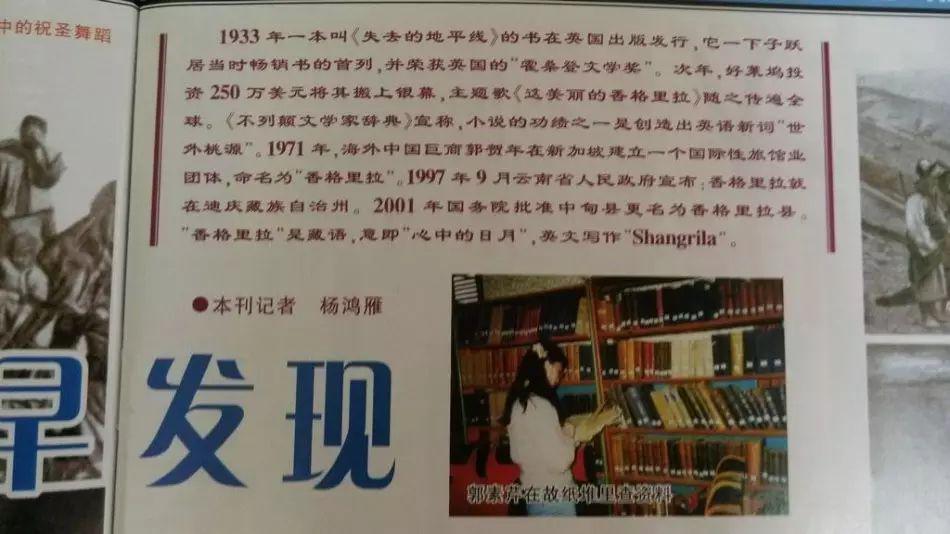 中的祝圣舞蹈
1933 年一本叫《失去的地平线》的书在英国出版发行，它一下子跃
居当时畅销书的首列，并荣获英国的“霍桑登文学奖”。次年，好莱坞投
资 250 万美元将其搬上银幕，主题歌《这美丽的香格里拉》随之传遍全
球。《不列颠文学家辞典》宣称，小说的功绩之一是创造出英语新词“世
外桃源”。1971 年，海外中国巨商郭贺年在新加坡建立一个国际性旅馆业
团体，命名为“香格里拉”。1997 年 9 月云南省人民政府宣布：香格里拉就
在迪庆藏族自治州。2001 年国务院批准中甸县更名为香格里拉县。
“香格里拉”是藏语，意即“心中的日月”，英文写作“Shangrila”。
●本刊记者 杨鸿雁
早发现
郭素芹在故纸堆里查资料